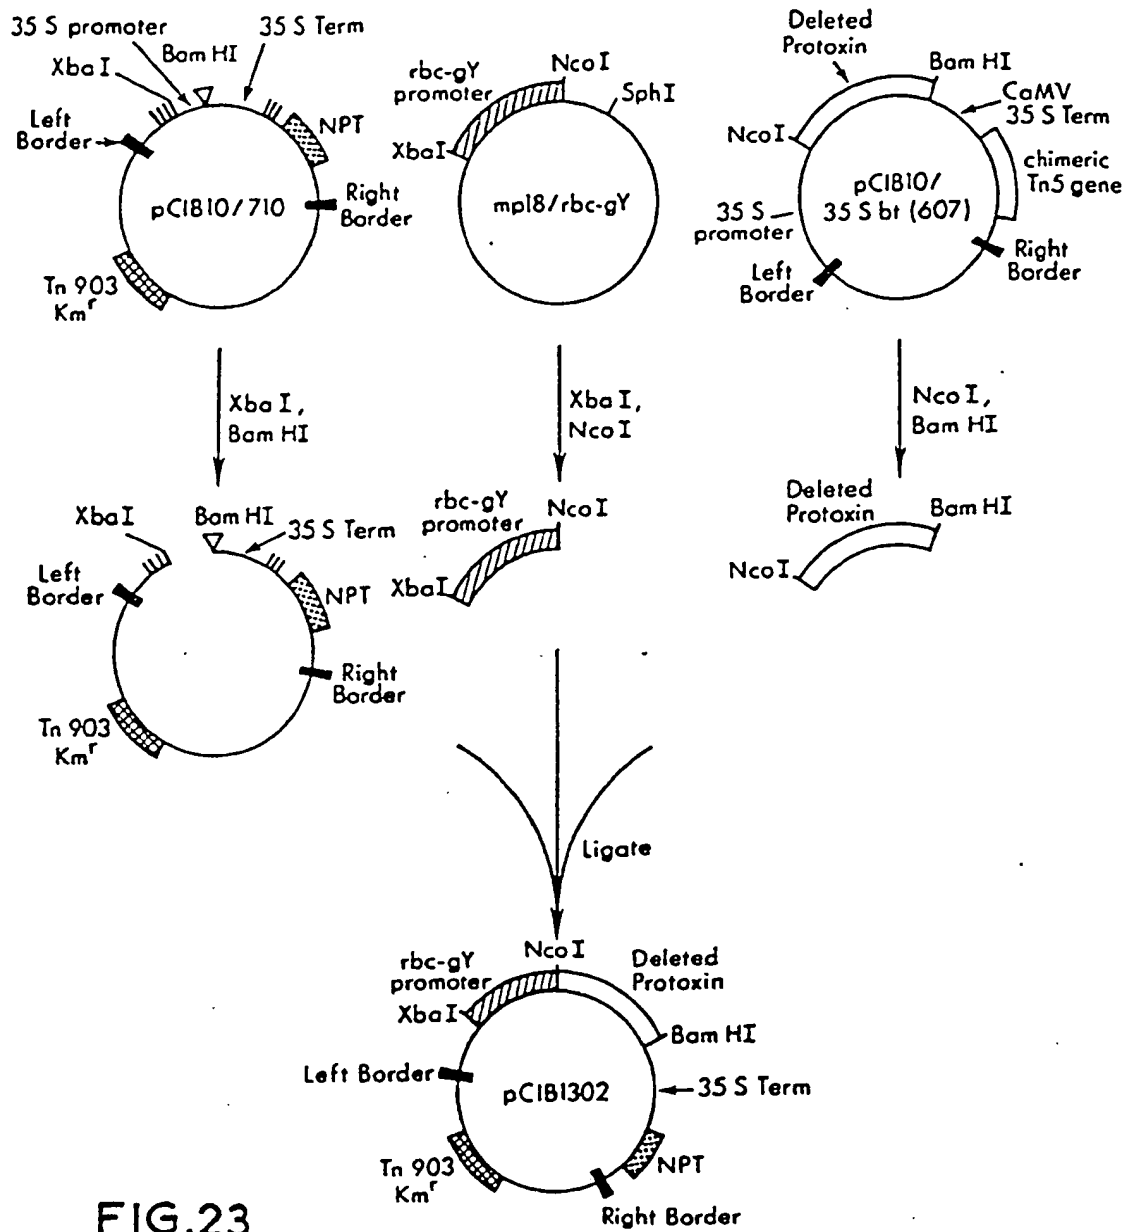 35 S promoter
Bam HI
35 S Term
Xba I
Left
Border
NPT
pCIB10/710
Right
Border
Tn 903
Kmʳ
rbc-gY
promoter
Nco I
Sph I
Xba I
mp18/rbc-gY
Deleted
Protoxin
Bam HI
CaMV
35 S Term
Nco I
chimeric
Tn5 gene
pCIB10/
35 S bt (607)
35 S
promoter
Left
Border
Right
Border
Xba I,
Bam HI
Xba I,
Nco I
Nco I,
Bam HI
Xba I
Bam HI
35 S Term
Left
Border
NPT
Right
Border
Tn 903
Kmʳ
rbc-gY
promoter
Nco I
Xba I
Deleted
Protoxin
Bam HI
Nco I
Ligate
Nco I
rbc-gY
promoter
Deleted
Protoxin
Xba I
Bam HI
Left Border
pCIB1302
35 S Term
Tn 903
Kmʳ
NPT
Right Border
FIG.23